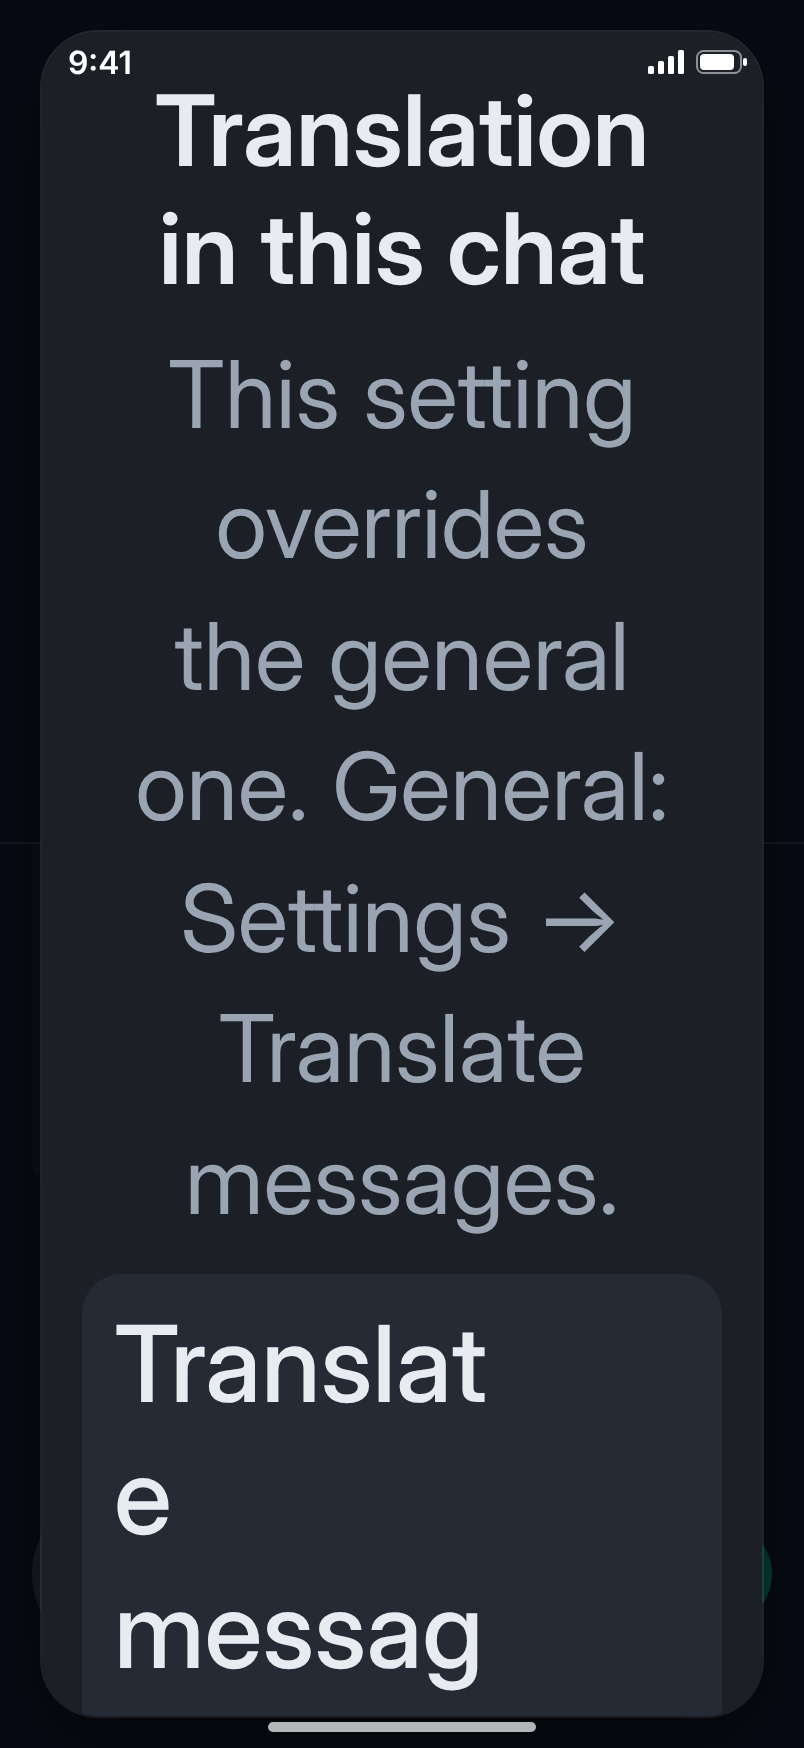 9:41
Translation
in this chat
This setting
overrides
the general
one. General:
Settings →
Translate
messages.
Translat
e
messag